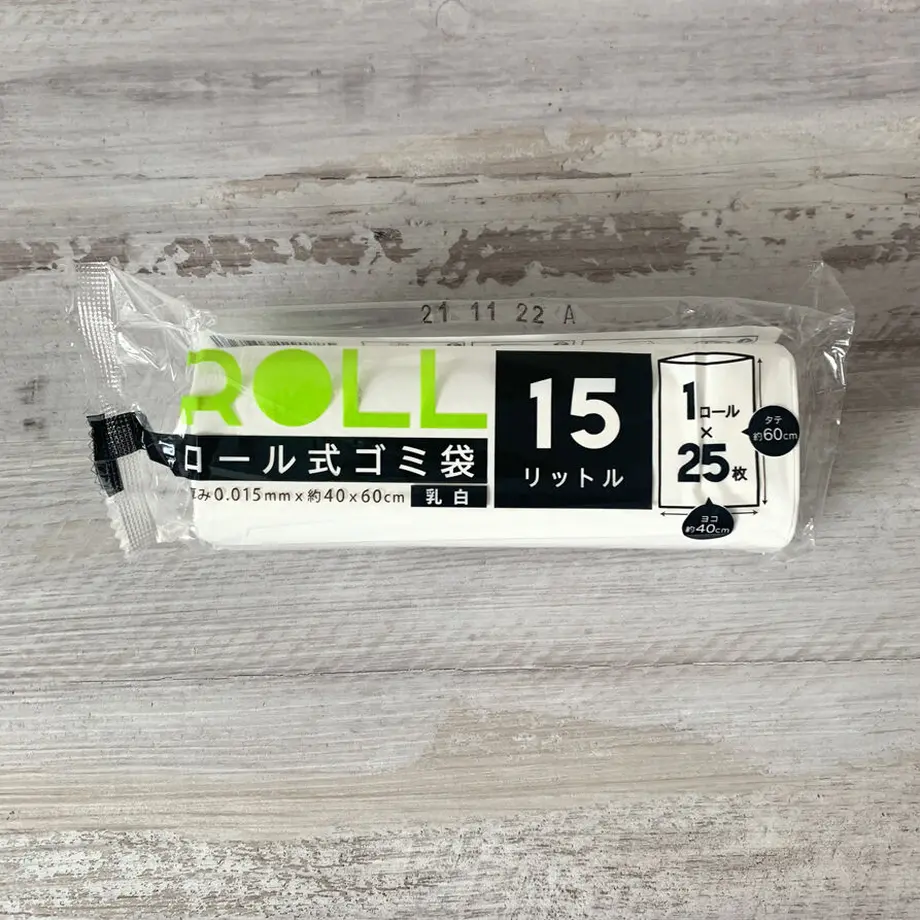 21 11 22 A
ROLL
ロール式ゴミ袋
厚み0.015mm×約40×60cm 乳白
15
リットル
1ロール
×
25枚
タテ
約60cm
ヨコ
約40cm